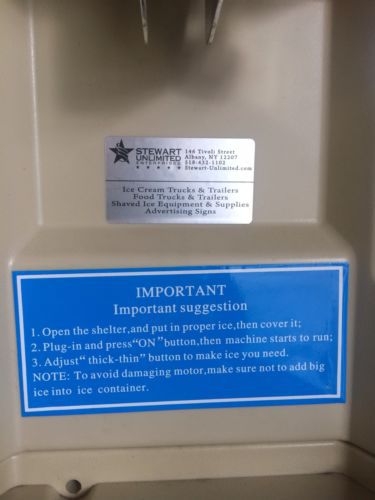 STEWART
UNLIMITED
ENTERPRISES
146 Tivoli Street
Albany, NY 12207
518-432-1102
Stewart-Unlimited.com
Ice Cream Trucks & Trailers
Food Trucks & Trailers
Shaved Ice Equipment & Supplies
Advertising Signs
IMPORTANT
Important suggestion
1. Open the shelter,and put in proper ice,then cover it;
2. Plug-in and press“ON”button,then machine starts to run;
3. Adjust“ thick-thin” button to make ice you need.
NOTE: To avoid damaging motor,make sure not to add big
ice into ice container.